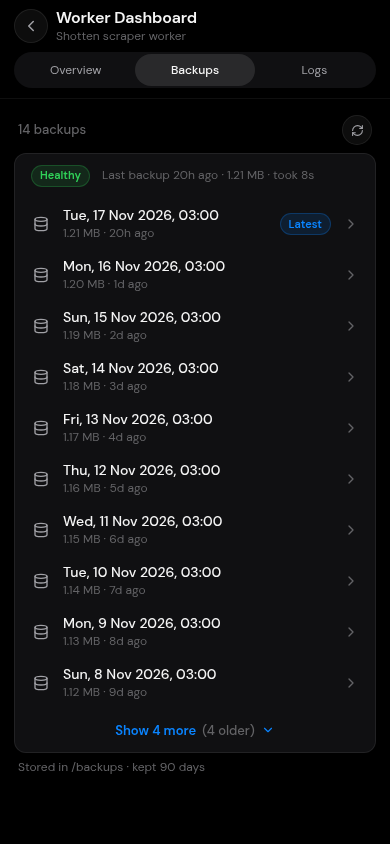 Worker Dashboard
Shotten scraper worker
Overview
Backups
Logs
14 backups
Healthy
Last backup 20h ago · 1.21 MB · took 8s
Tue, 17 Nov 2026, 03:00
1.21 MB · 20h ago
Latest
Mon, 16 Nov 2026, 03:00
1.20 MB · 1d ago
Sun, 15 Nov 2026, 03:00
1.19 MB · 2d ago
Sat, 14 Nov 2026, 03:00
1.18 MB · 3d ago
Fri, 13 Nov 2026, 03:00
1.17 MB · 4d ago
Thu, 12 Nov 2026, 03:00
1.16 MB · 5d ago
Wed, 11 Nov 2026, 03:00
1.15 MB · 6d ago
Tue, 10 Nov 2026, 03:00
1.14 MB · 7d ago
Mon, 9 Nov 2026, 03:00
1.13 MB · 8d ago
Sun, 8 Nov 2026, 03:00
1.12 MB · 9d ago
Show 4 more (4 older)
Stored in /backups · kept 90 days